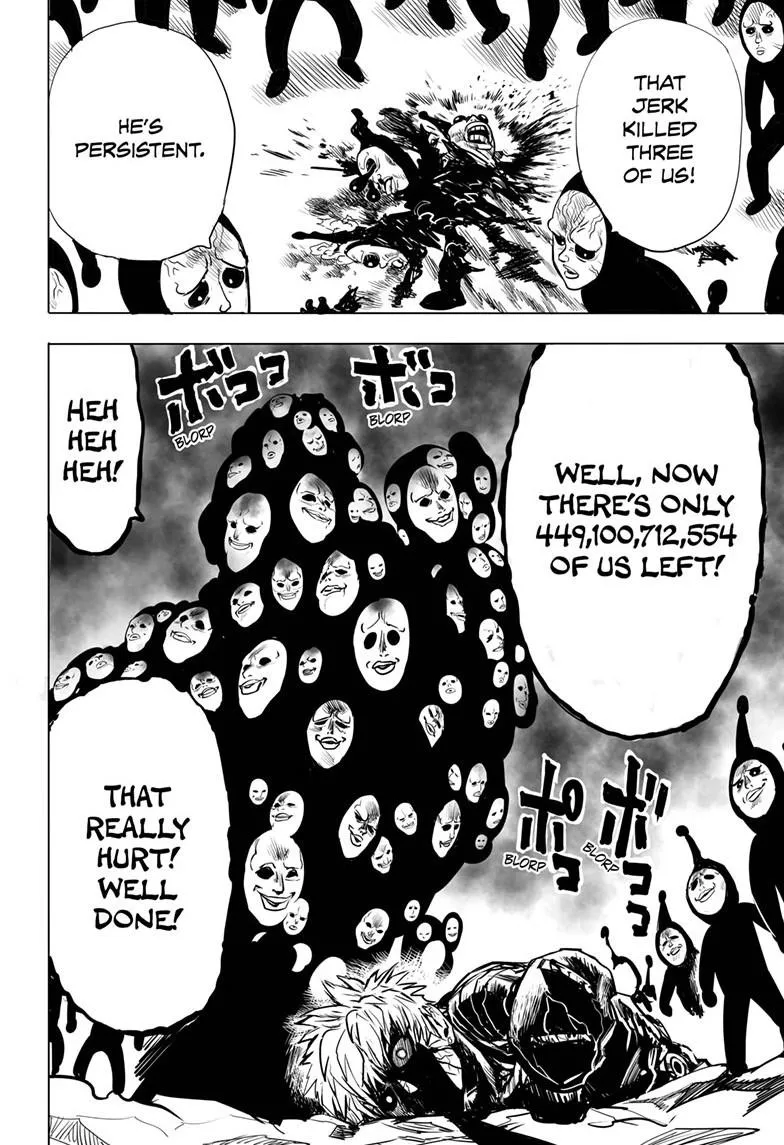 THAT
JERK
KILLED
THREE
OF US!
HE'S
PERSISTENT.
WELL, NOW
THERE'S ONLY
449,100,712,554
OF US LEFT!
ボコ
BLORP
ボココ
BLORP
HEH
HEH
HEH!
ボコ
BLORP
ポコ
BLORP
THAT
REALLY
HURT!
WELL
DONE!